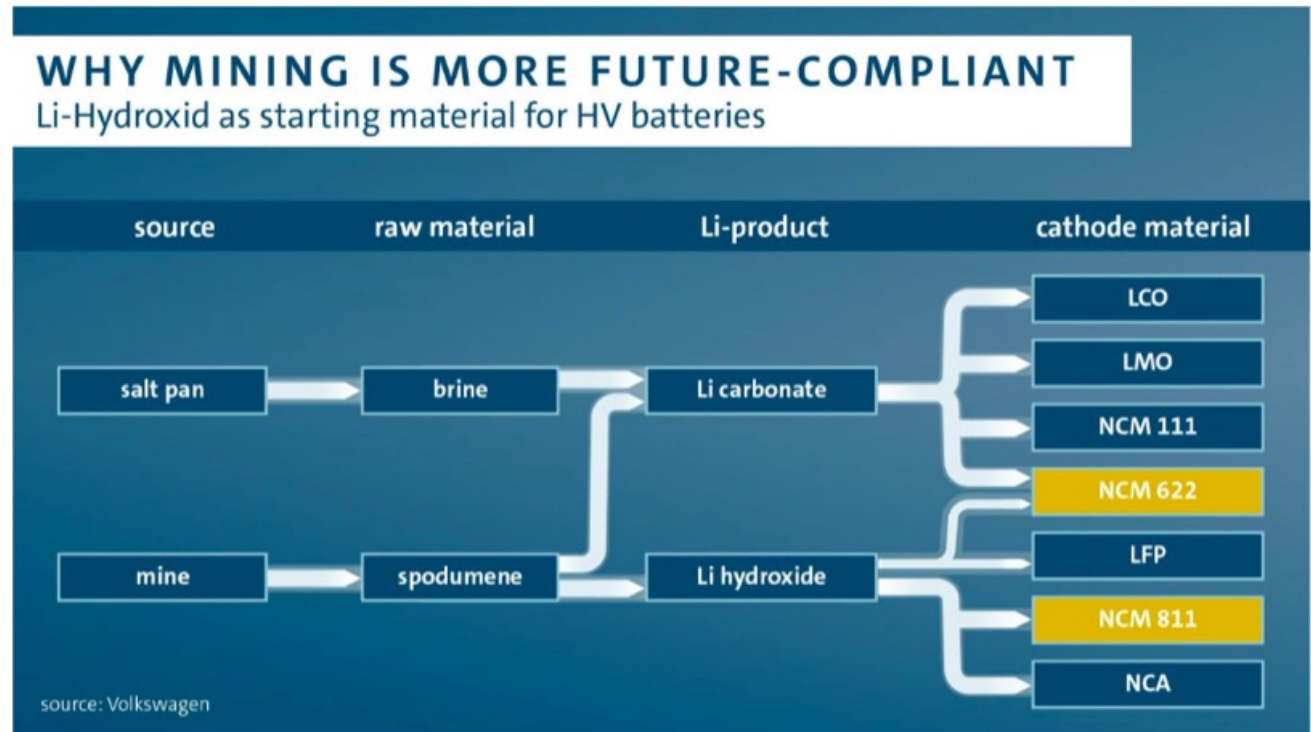 WHY MINING IS MORE FUTURE-COMPLIANT
Li-Hydroxid as starting material for HV batteries
source raw material Li-product cathode material
LCO
LMO
salt pan brine Li carbonate
NCM 111
NCM 622
LFP
mine spodumene Li hydroxide
NCM 811
NCA
source: Volkswagen